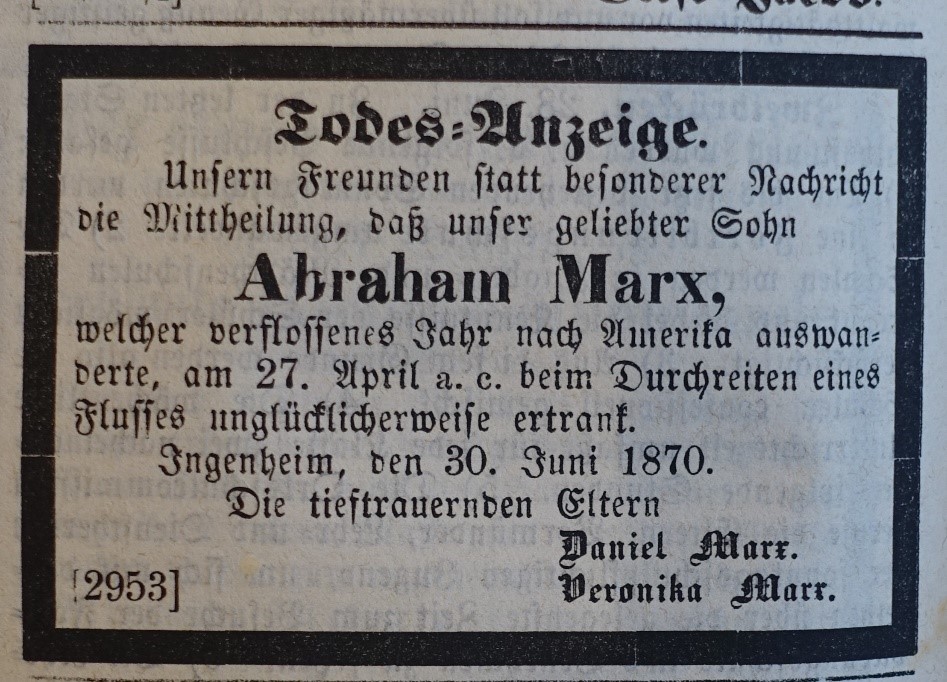 Todes-Anzeige.
Unsern Freunden statt besonderer Nachricht
die Mittheilung, daß unser geliebter Sohn
Abraham Marx,
welcher verflossenes Jahr nach Amerika auswan-
derte, am 27. April a. c. beim Durchreiten eines
Flusses unglücklicherweise ertrank.
Ingenheim, den 30. Juni 1870.
Die tieftrauernden Eltern
Daniel Marx.
[2953] Veronika Marx.